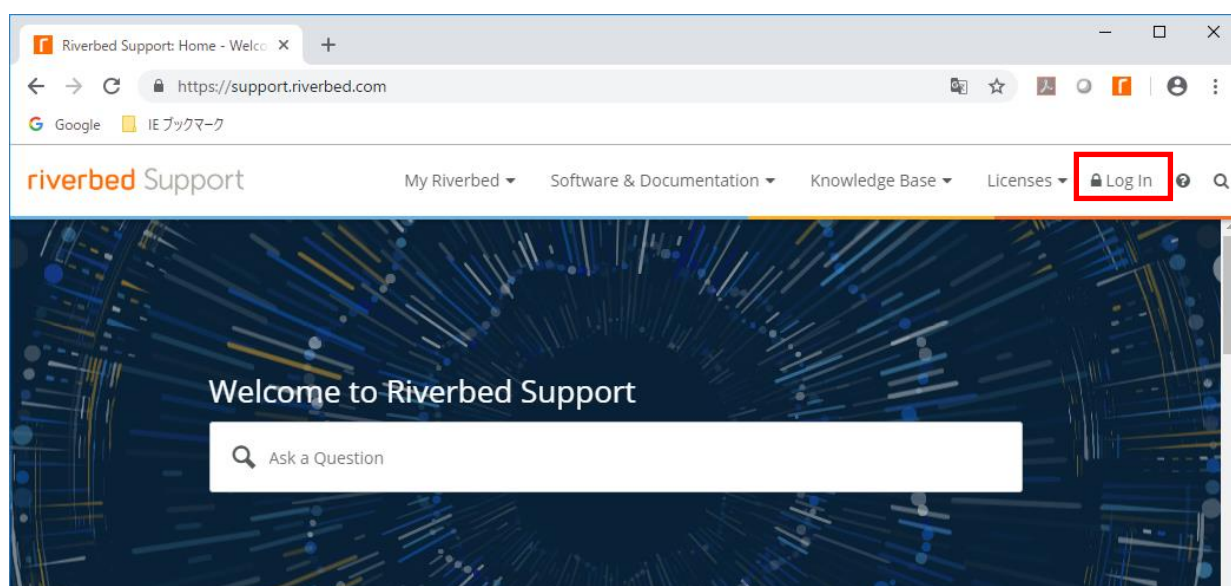 Riverbed Support: Home - Welco
https://support.riverbed.com
Google IE ブックマーク
riverbed Support My Riverbed Software & Documentation Knowledge Base Licenses Log In
Welcome to Riverbed Support
Ask a Question